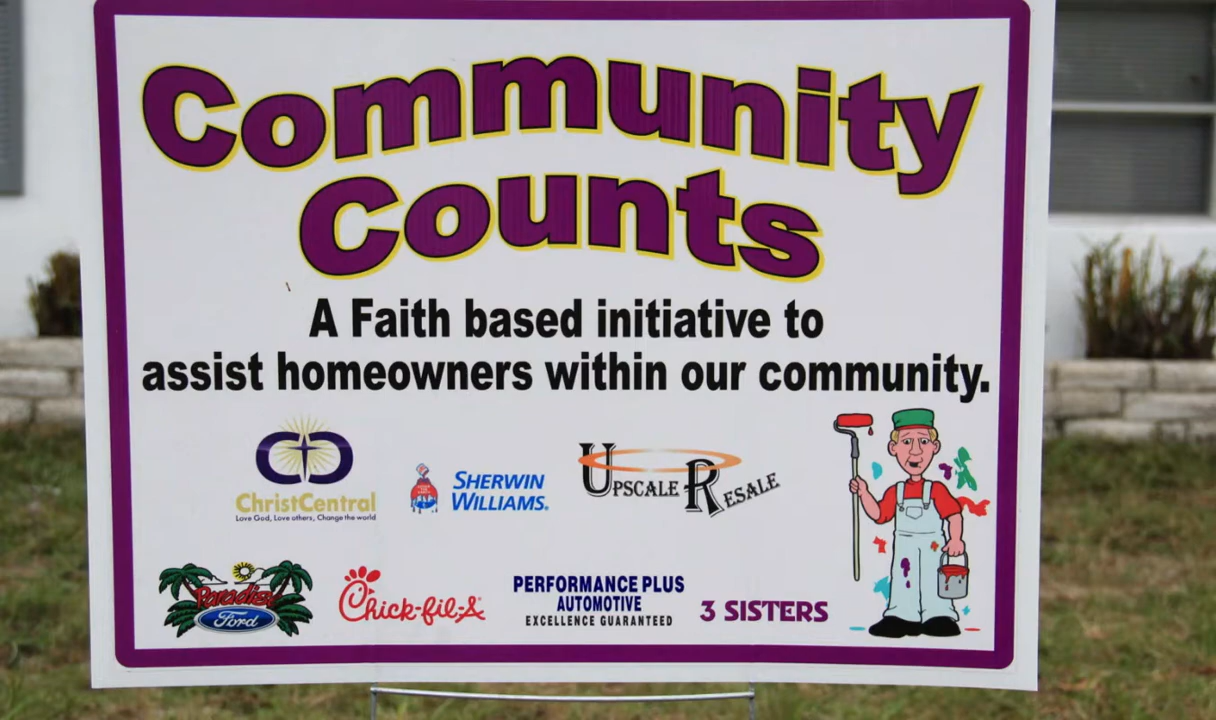 Community
Counts
A Faith based initiative to
assist homeowners within our community.
ChristCentral
Love God, Love others, Change the world
SHERWIN
WILLIAMS.
UPSCALE RESALE
Paradise
Ford
Chick-fil-A
PERFORMANCE PLUS
AUTOMOTIVE
EXCELLENCE GUARANTEED
3 SISTERS